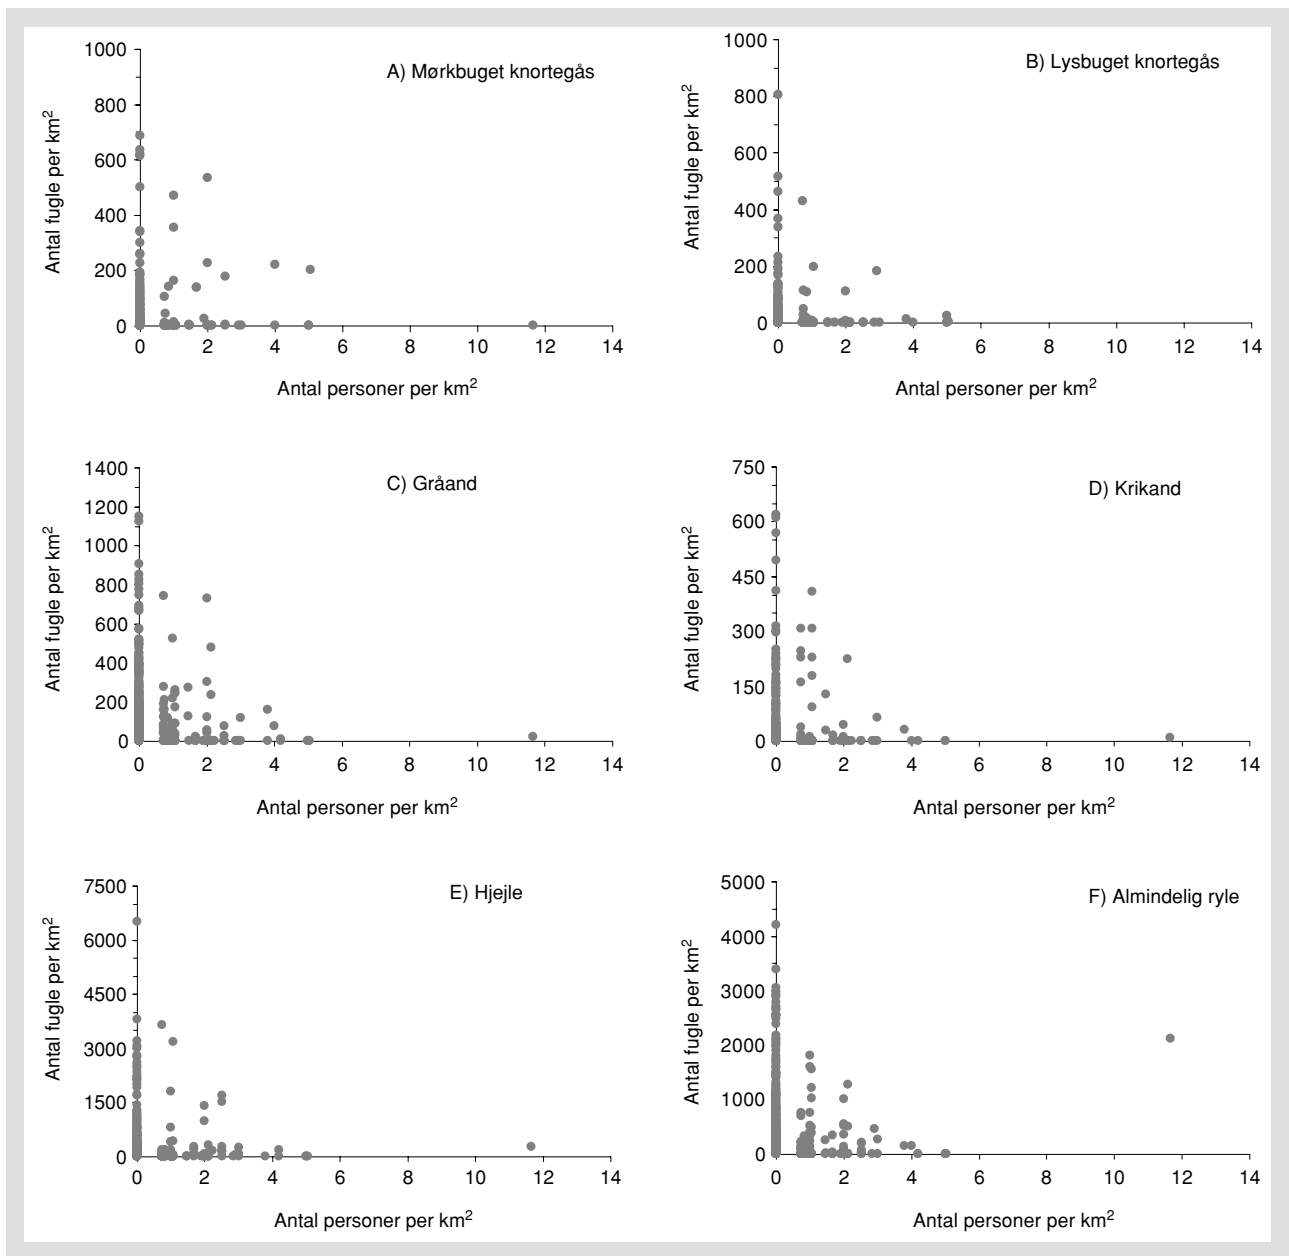 A) Mørkbuget knortegås
Antal fugle per km²
1000
800
600
400
200
0
0 2 4 6 8 10 12 14
Antal personer per km²
B) Lysbuget knortegås
Antal fugle per km²
1000
800
600
400
200
0
0 2 4 6 8 10 12 14
Antal personer per km²
C) Gråand
Antal fugle per km²
1400
1200
1000
800
600
400
200
0
0 2 4 6 8 10 12 14
Antal personer per km²
D) Krikand
Antal fugle per km²
750
600
450
300
150
0
0 2 4 6 8 10 12 14
Antal personer per km²
E) Hjejle
Antal fugle per km²
7500
6000
4500
3000
1500
0
0 2 4 6 8 10 12 14
Antal personer per km²
F) Almindelig ryle
Antal fugle per km²
5000
4000
3000
2000
1000
0
0 2 4 6 8 10 12 14
Antal personer per km²